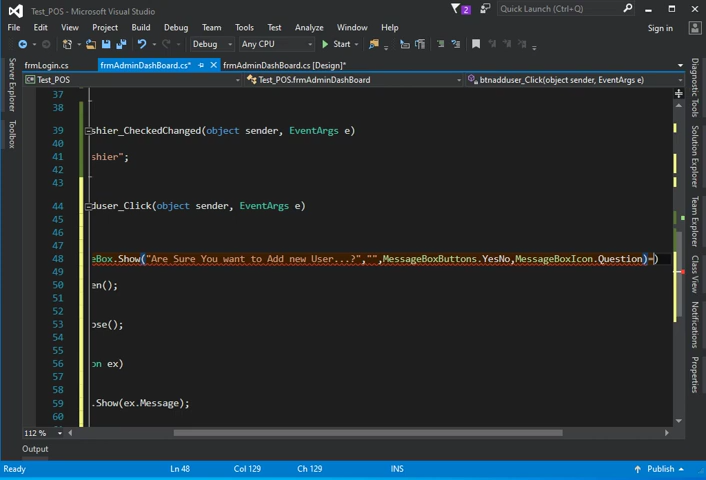 Test_POS - Microsoft Visual Studio
2
Quick Launch (Ctrl+Q)
File Edit View Project Build Debug Team Tools Test Analyze Window Help
Sign in
Debug Any CPU Start
frmLogin.cs frmAdminDashBoard.cs* frmAdminDashBoard.cs [Design]*
Test_POS Test_POS.frmAdminDashBoard btnadduser_Click(object sender, EventArgs e)
Server Explorer
Toolbox
37
38
39 shier_CheckedChanged(object sender, EventArgs e)
40
41 shier";
42
43
44 duser_Click(object sender, EventArgs e)
45
46
48 eBox.Show("Are Sure You want to Add new User...?","",MessageBoxButtons.YesNo,MessageBoxIcon.Question)=)
49
50 en();
51
52
53 ose();
54
55
56 on ex)
57
58
59 .Show(ex.Message);
60
Diagnostic Tools
Solution Explorer
Team Explorer
Class View
Notifications
Properties
112 %
Output
Ready Ln 48 Col 129 Ch 129 INS Publish